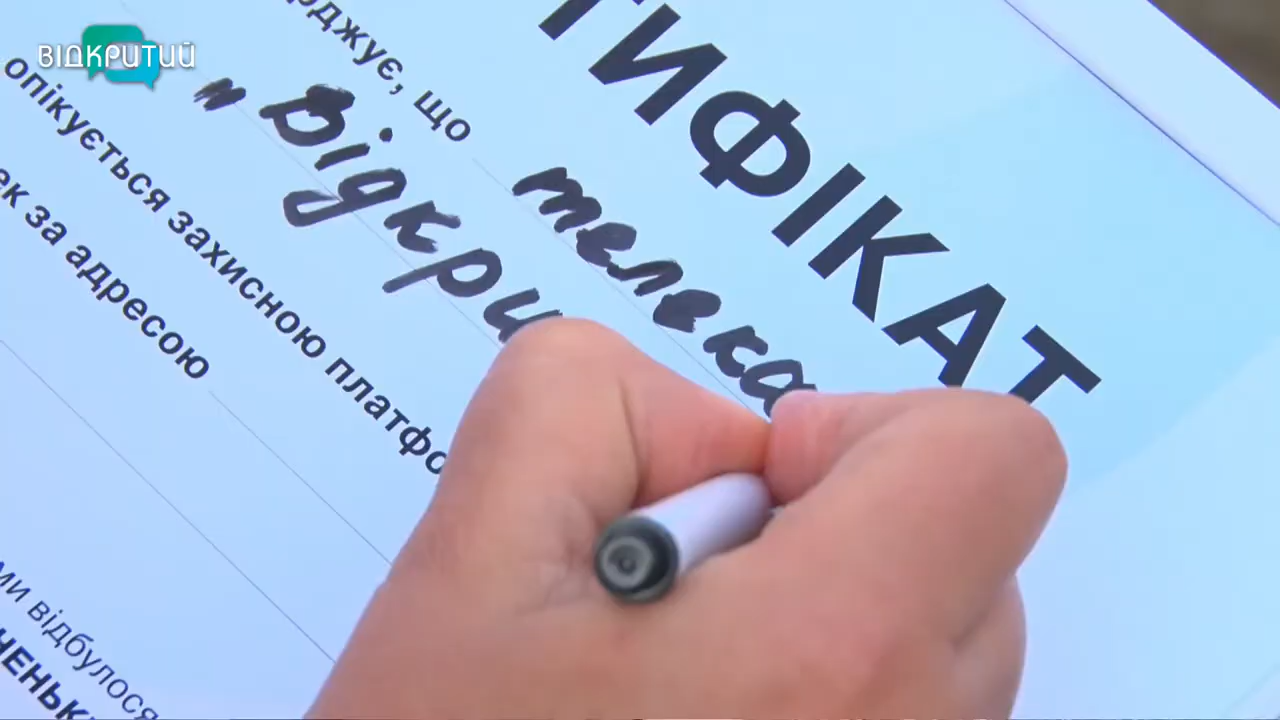 ВІДКРИТИЙ
ТИФІКАТ
рджує, що
телека
" Відкри
опікується захисною платфо
ек за адресою
ми відбулося
НЕНЬК